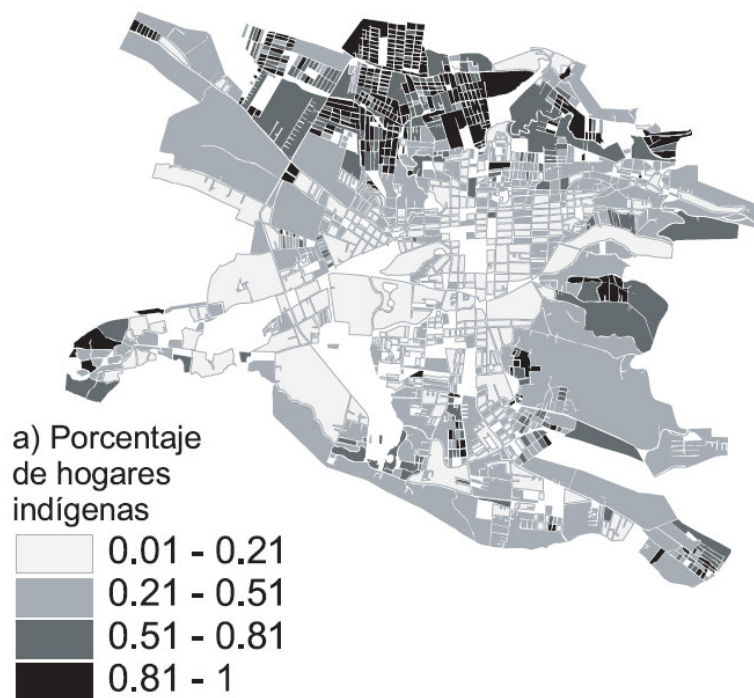 a) Porcentaje
de hogares
indígenas
0.01 - 0.21
0.21 - 0.51
0.51 - 0.81
0.81 - 1